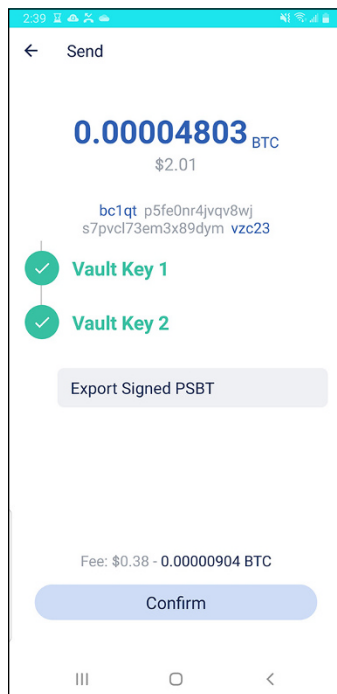 2:39
Send
0.00004803 BTC
$2.01
bc1qt p5fe0nr4jvqv8wj
s7pvcl73em3x89dym vzc23
Vault Key 1
Vault Key 2
Export Signed PSBT
Fee: $0.38 - 0.00000904 BTC
Confirm